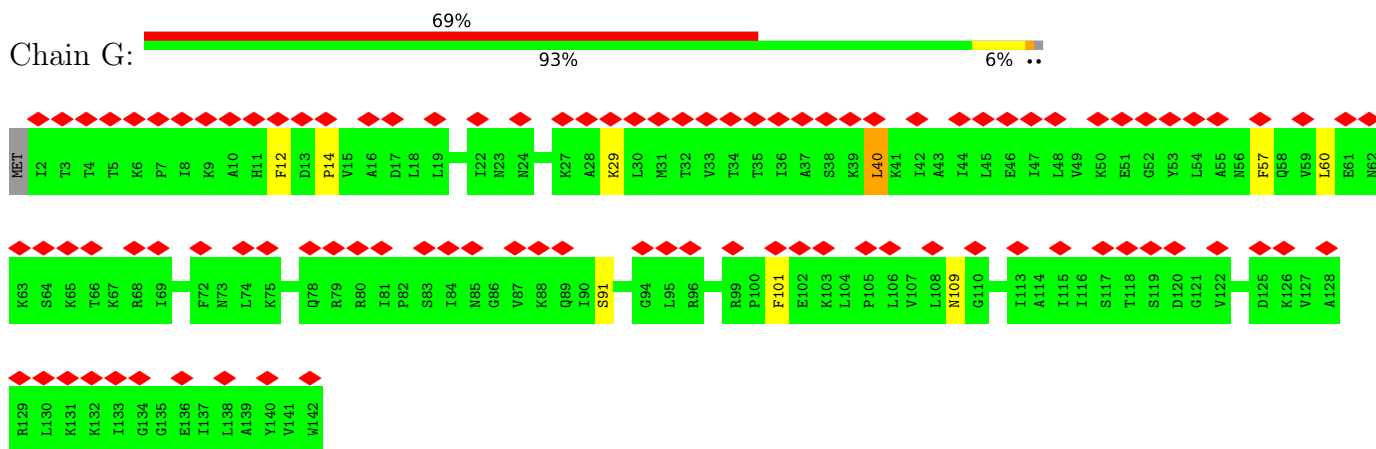 69%
Chain G:
93% 6% ••
MET I2 T3 T4 T5 K6 P7 I8 K9 A10 H11 F12 D13 P14 V15 A16 D17 L18 L19 I22 N23 N24 K27 A28 K29 L30 M31 T32 V33 T34 T35 I36 A37 S38 K39 L40 K41 I42 A43 I44 L45 E46 I47 L48 V49 K50 E51 G52 Y53 L54 A55 N56 F57 Q58 V59 L60 E61 N62
K63 S64 K65 T66 K67 R68 I69 F72 N73 L74 K75 Q78 R79 R80 I81 P82 S83 I84 N85 G86 V87 K88 Q89 I90 S91 G94 L95 R96 R99 P100 F101 E102 K103 L104 P105 L106 V107 L108 N109 G110 I113 A114 I115 I116 S117 T118 S119 D120 G121 V122 D125 K126 V127 A128
R129 L130 K131 K132 I133 G134 G135 E136 I137 L138 A139 Y140 V141 W142